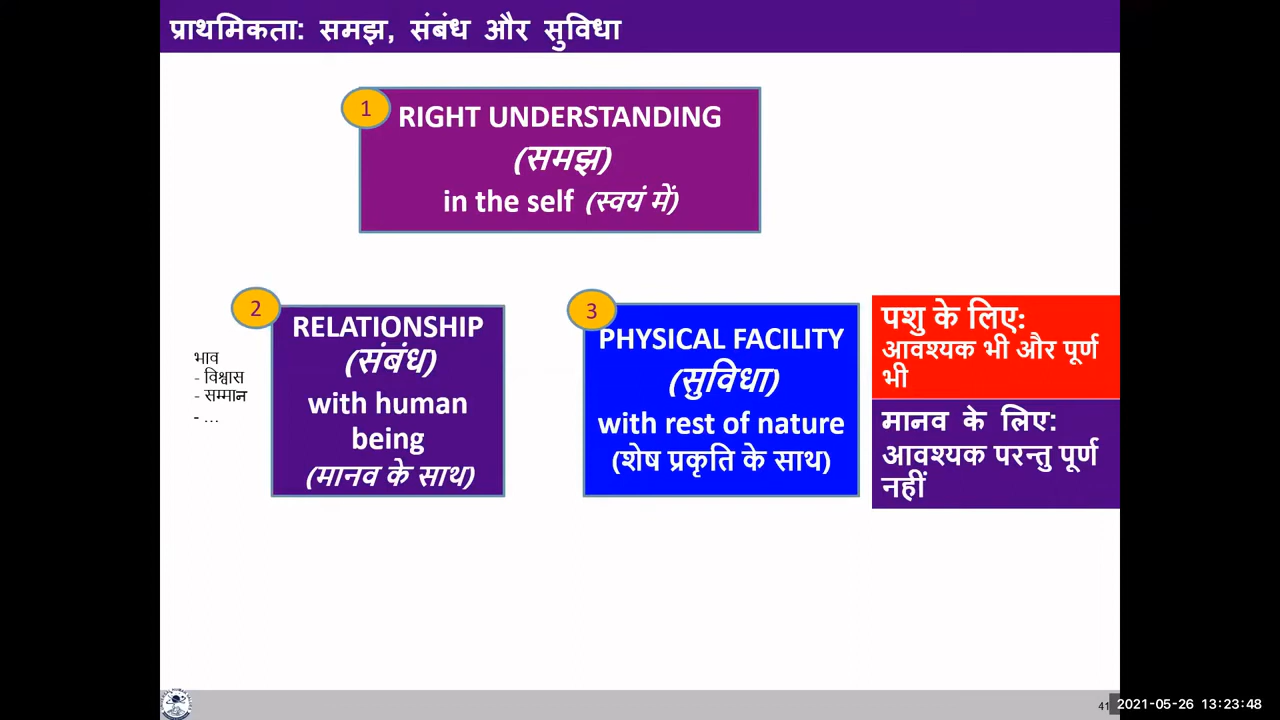 प्राथमिकता: समझ, संबंध और सुविधा
1
RIGHT UNDERSTANDING
(समझ)
in the self (स्वयं में)
2
RELATIONSHIP
(संबंध)
with human
being
(मानव के साथ)
भाव
- विश्वास
- सम्मान
- ...
3
PHYSICAL FACILITY
(सुविधा)
with rest of nature
(शेष प्रकृति के साथ)
पशु के लिए:
आवश्यक भी और पूर्ण
भी
मानव के लिए:
आवश्यक परन्तु पूर्ण
नहीं
41
2021-05-26 13:23:48